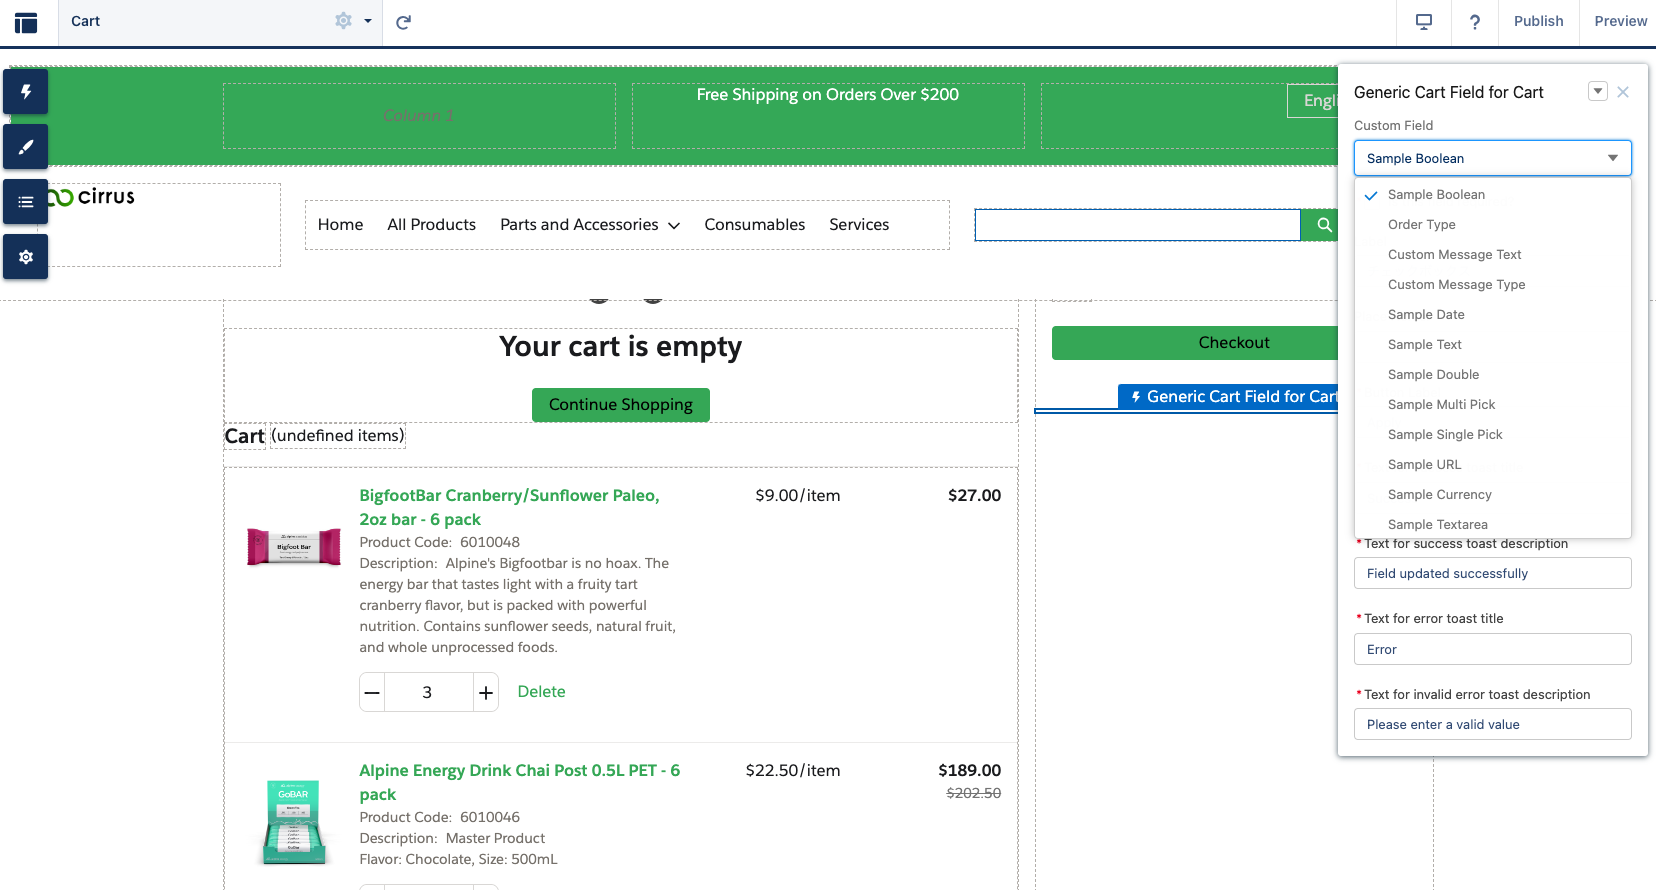 Cart
?
Publish
Preview
Column 1
Free Shipping on Orders Over $200
Engli
cirrus
Home
All Products
Parts and Accessories
Consumables
Services
Your cart is empty
Continue Shopping
Checkout
Generic Cart Field for Cart
Cart (undefined items)
BigfootBar Cranberry/Sunflower Paleo,
2oz bar - 6 pack
$9.00/item
$27.00
Product Code: 6010048
Description: Alpine's Bigfootbar is no hoax. The
energy bar that tastes light with a fruity tart
cranberry flavor, but is packed with powerful
nutrition. Contains sunflower seeds, natural fruit,
and whole unprocessed foods.
Bigfoot Bar
3
Delete
Alpine Energy Drink Chai Post 0.5L PET - 6
pack
$22.50/item
$189.00
$202.50
Product Code: 6010046
Description: Master Product
Flavor: Chocolate, Size: 500mL
GoBAR
Generic Cart Field for Cart
Custom Field
Sample Boolean
Sample Boolean
Order Type
Custom Message Text
Custom Message Type
Sample Date
Sample Text
Sample Double
Sample Multi Pick
Sample Single Pick
Sample URL
Sample Currency
Sample Textarea
* Text for success toast description
Field updated successfully
* Text for error toast title
Error
* Text for invalid error toast description
Please enter a valid value